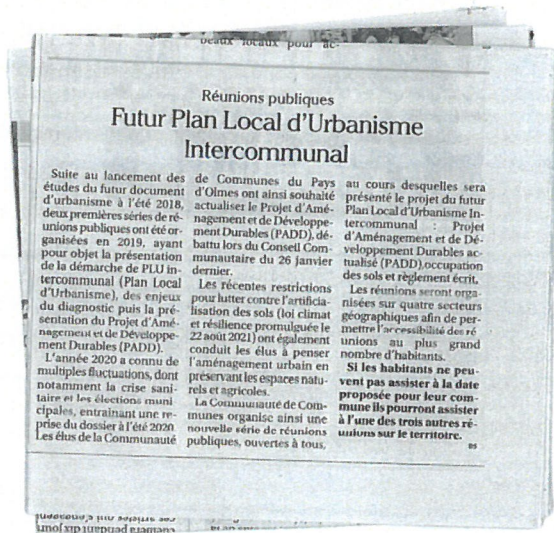 beaux locaux pour ac-
Réunions publiques
Futur Plan Local d'Urbanisme
Intercommunal
Suite au lancement des
études du futur document
d'urbanisme à l'été 2018,
deux premières séries de ré-
unions publiques ont été or-
ganisées en 2019, ayant
pour objet la présentation
de la démarche de PLU in-
tercommunal (Plan Local
d'Urbanisme), des enjeux
du diagnostic puis la pré-
sentation du Projet d'Amé-
nagement et de Développe-
ment Durables (PADD).
L'année 2020 a connu de
multiples fluctuations, dont
notamment la crise sani-
taire et les élections muni-
cipales, entrainant une re-
prise du dossier à l'été 2020.
Les élus de la Communauté
de Communes du Pays
d'Olmes ont ainsi souhaité
actualiser le Projet d'Amé-
nagement et de Développe-
ment Durables (PADD), dé-
battu lors du Conseil Com-
munautaire du 26 janvier
dernier.
Les récentes restrictions
pour lutter contre l'artificia-
lisation des sols (loi climat
et résilience promulguée le
22 août 2021) ont également
conduit les élus à penser
l'aménagement urbain en
préservant les espaces natu-
rels et agricoles.
La Communauté de Com-
munes organise ainsi une
nouvelle série de réunions
publiques, ouvertes à tous,
au cours desquelles sera
présenté le projet du futur
Plan Local d'Urbanisme In-
tercommunal : Projet
d'Aménagement et de Dé-
veloppement Durables ac-
tualisé (PADD),occupation
des sols et règlement écrit.
Les réunions seront orga-
nisées sur quatre secteurs
géographiques afin de per-
mettre l'accessibilité des ré-
unions au plus grand
nombre d'habitants.
Si les habitants ne peu-
vent pas assister à la date
proposée pour leur com-
mune ils pourront assister
à l'une des trois autres ré-
unions sur le territoire.